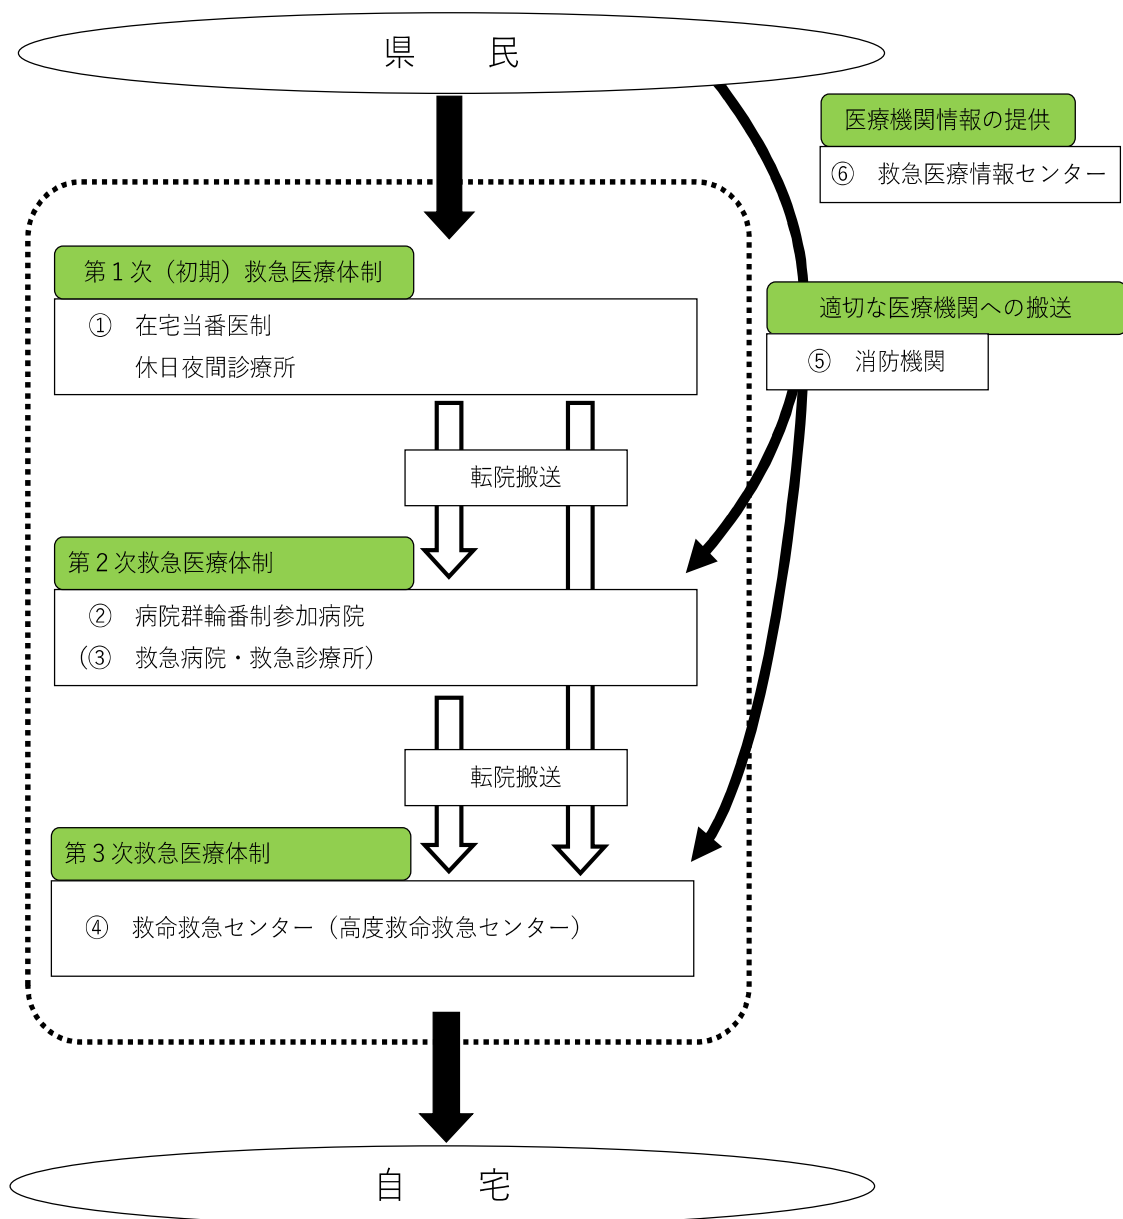 県　民
医療機関情報の提供
⑥　救急医療情報センター
第１次（初期）救急医療体制
①　在宅当番医制
休日夜間診療所
適切な医療機関への搬送
⑤　消防機関
転院搬送
第２次救急医療体制
②　病院群輪番制参加病院
(③　救急病院・救急診療所）
転院搬送
第３次救急医療体制
④　救命救急センター（高度救命救急センター）
自　宅